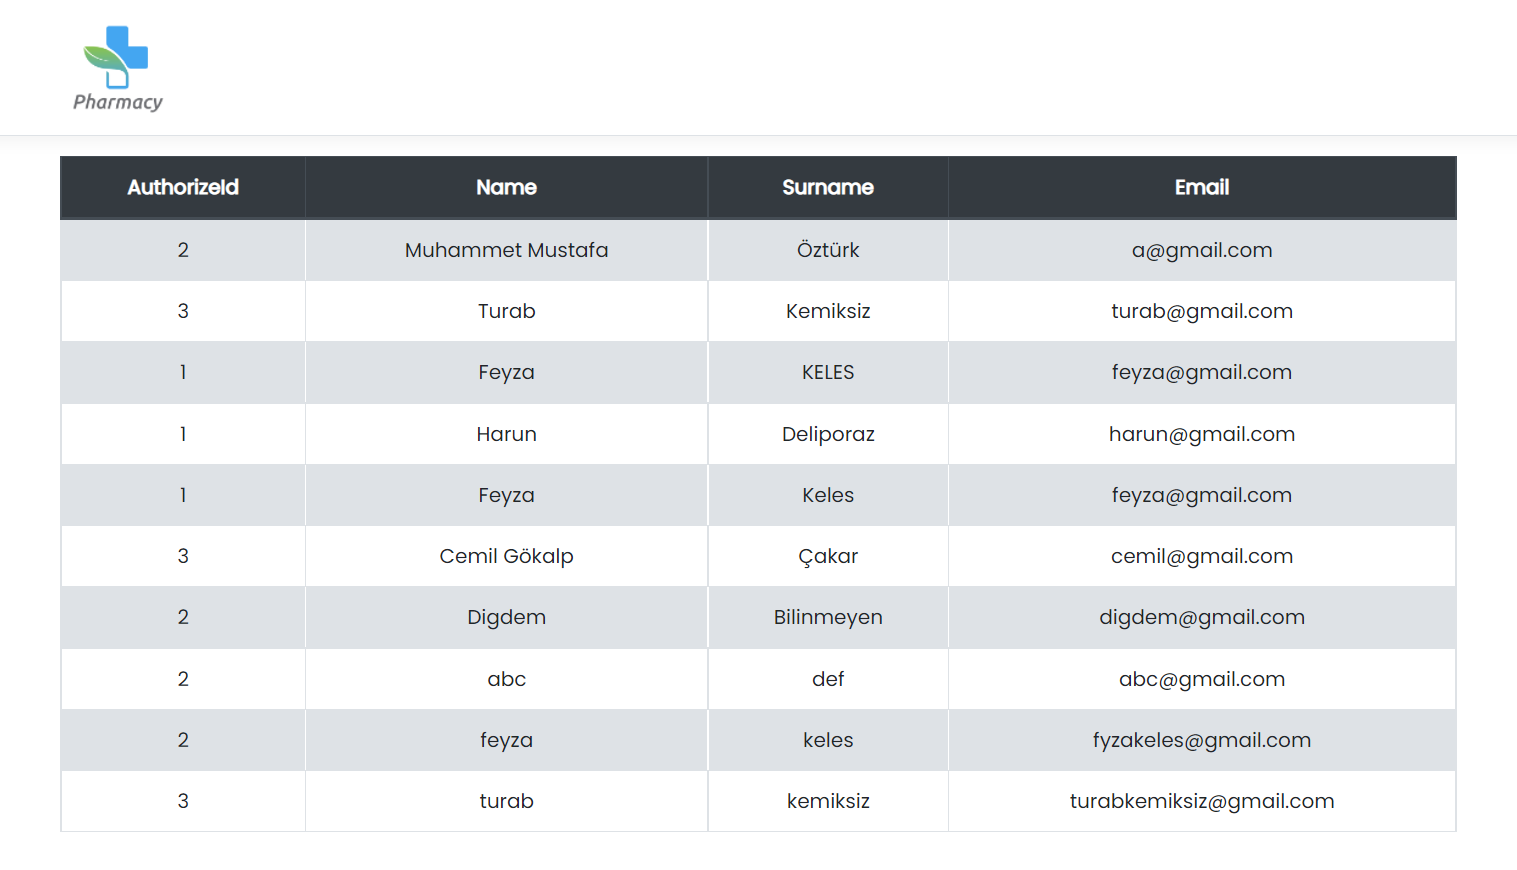 Pharmacy
AuthorizeId Name Surname Email
2 Muhammet Mustafa Öztürk a@gmail.com
3 Turab Kemiksiz turab@gmail.com
1 Feyza KELES feyza@gmail.com
1 Harun Deliporaz harun@gmail.com
1 Feyza Keles feyza@gmail.com
3 Cemil Gökalp Çakar cemil@gmail.com
2 Digdem Bilinmeyen digdem@gmail.com
2 abc def abc@gmail.com
2 feyza keles fyzakeles@gmail.com
3 turab kemiksiz turabkemiksiz@gmail.com